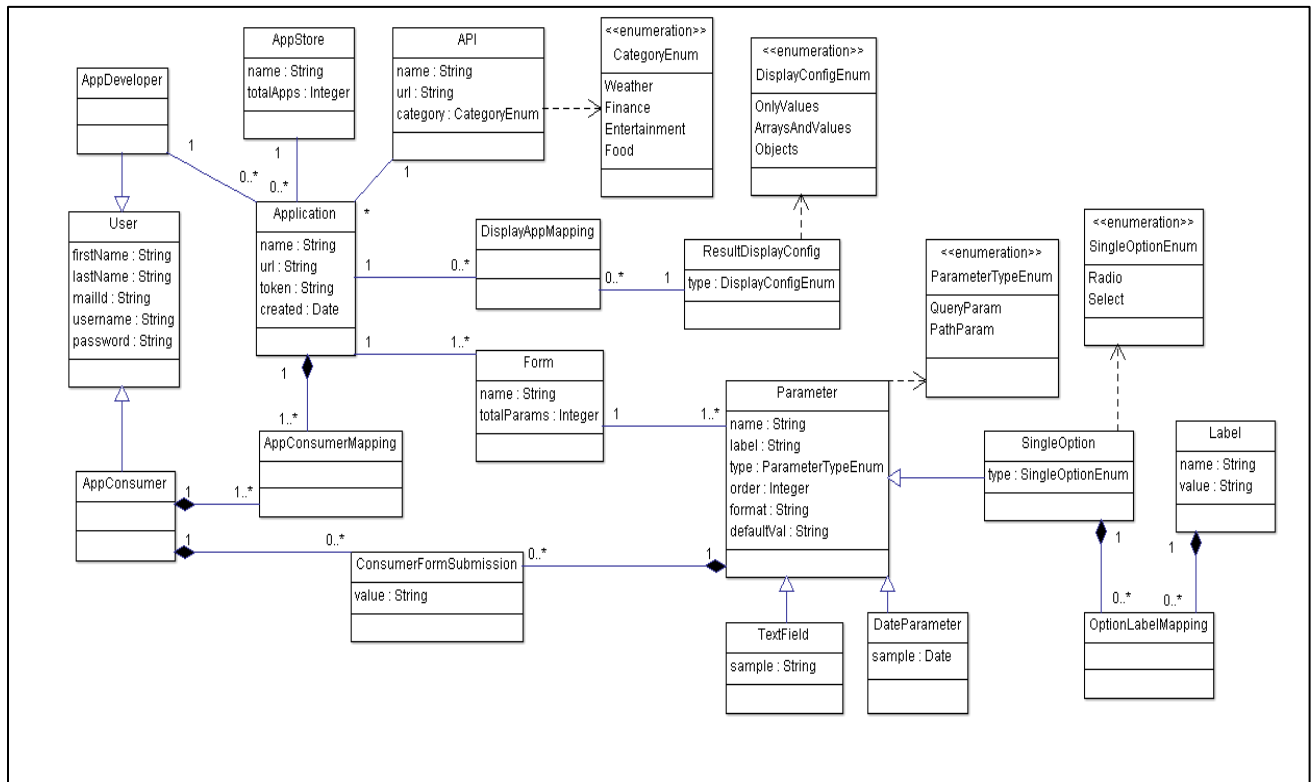 AppDeveloper
AppStore
name : String
totalApps : Integer
API
name : String
url : String
category : CategoryEnum
<<enumeration>>
CategoryEnum
Weather
Finance
Entertainment
Food
<<enumeration>>
DisplayConfigEnum
OnlyValues
ArraysAndValues
Objects
1
0..*
1
0..*
1
*
User
firstName : String
lastName : String
mailId : String
username : String
password : String
Application
name : String
url : String
token : String
created : Date
1
0..*
DisplayAppMapping
0..*
1
ResultDisplayConfig
type : DisplayConfigEnum
<<enumeration>>
ParameterTypeEnum
QueryParam
PathParam
<<enumeration>>
SingleOptionEnum
Radio
Select
1
1..*
Form
name : String
totalParams : Integer
1
1..*
1
1..*
AppConsumerMapping
Parameter
name : String
label : String
type : ParameterTypeEnum
order : Integer
format : String
defaultVal : String
SingleOption
type : SingleOptionEnum
Label
name : String
value : String
AppConsumer
1
1..*
1
0..*
ConsumerFormSubmission
value : String
0..*
1
1
0..*
1
0..*
TextField
sample : String
DateParameter
sample : Date
OptionLabelMapping